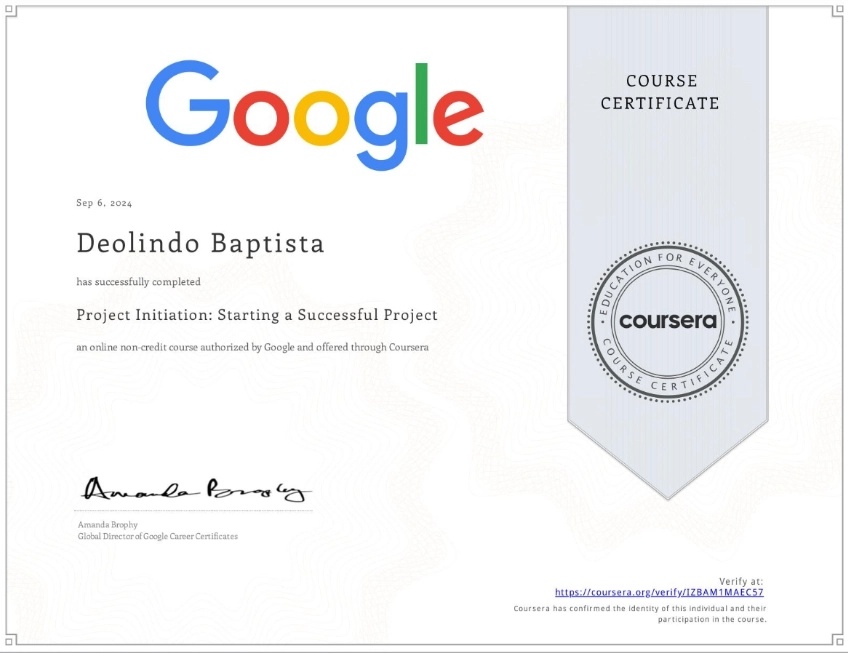 Google
COURSE
CERTIFICATE
Sep 6, 2024
Deolindo Baptista
has successfully completed
Project Initiation: Starting a Successful Project
an online non-credit course authorized by Google and offered through Coursera
EDUCATION FOR EVERYONE
coursera
COURSE CERTIFICATE
Amanda Brophy
Amanda Brophy
Global Director of Google Career Certificates
Verify at:
https://coursera.org/verify/IZBAM1MAEC57
Coursera has confirmed the identity of this individual and their
participation in the course.